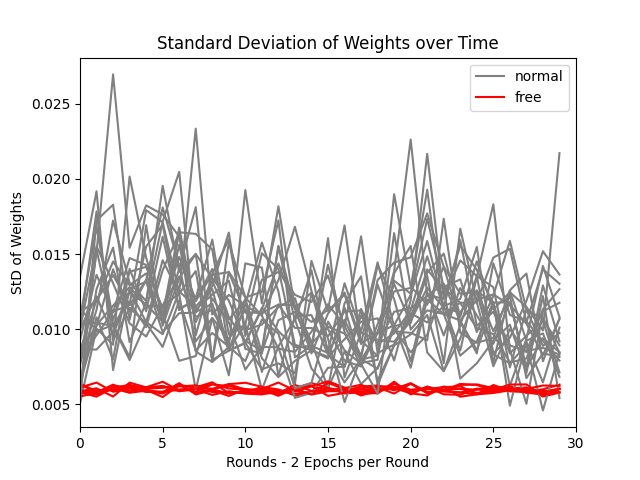 Standard Deviation of Weights over Time
normal
free
StD of Weights
0.025
0.020
0.015
0.010
0.005
0 5 10 15 20 25 30
Rounds - 2 Epochs per Round